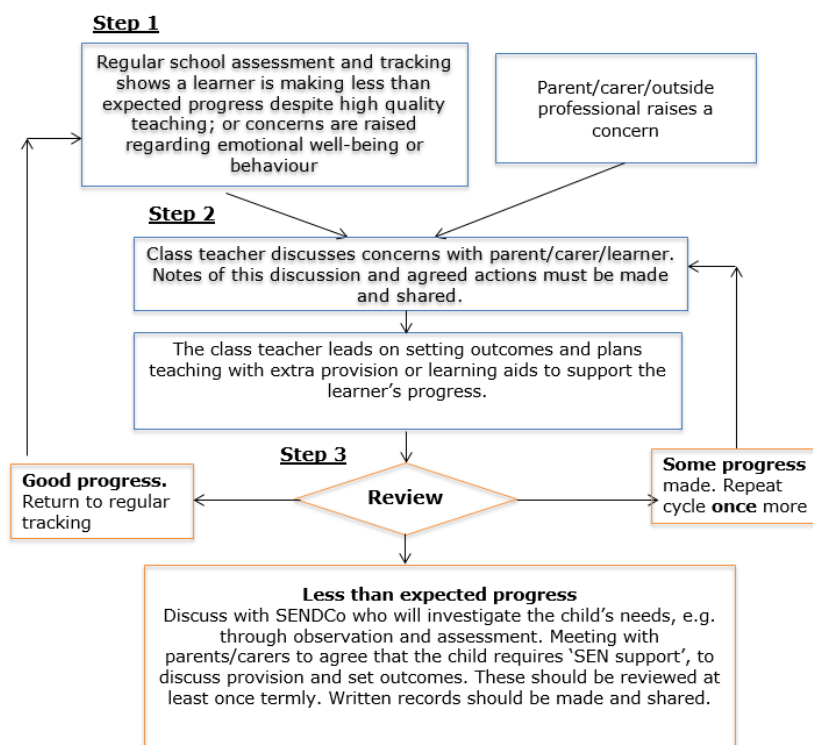 Step 1
Regular school assessment and tracking
shows a learner is making less than
expected progress despite high quality
teaching; or concerns are raised
regarding emotional well-being or
behaviour
Parent/carer/outside
professional raises a
concern
Step 2
Class teacher discusses concerns with parent/carer/learner.
Notes of this discussion and agreed actions must be made
and shared.
The class teacher leads on setting outcomes and plans
teaching with extra provision or learning aids to support the
learner’s progress.
Step 3
Good progress.
Return to regular
tracking
Review
Some progress
made. Repeat
cycle once more
Less than expected progress
Discuss with SENDCo who will investigate the child’s needs, e.g.
through observation and assessment. Meeting with
parents/carers to agree that the child requires ‘SEN support’, to
discuss provision and set outcomes. These should be reviewed at
least once termly. Written records should be made and shared.